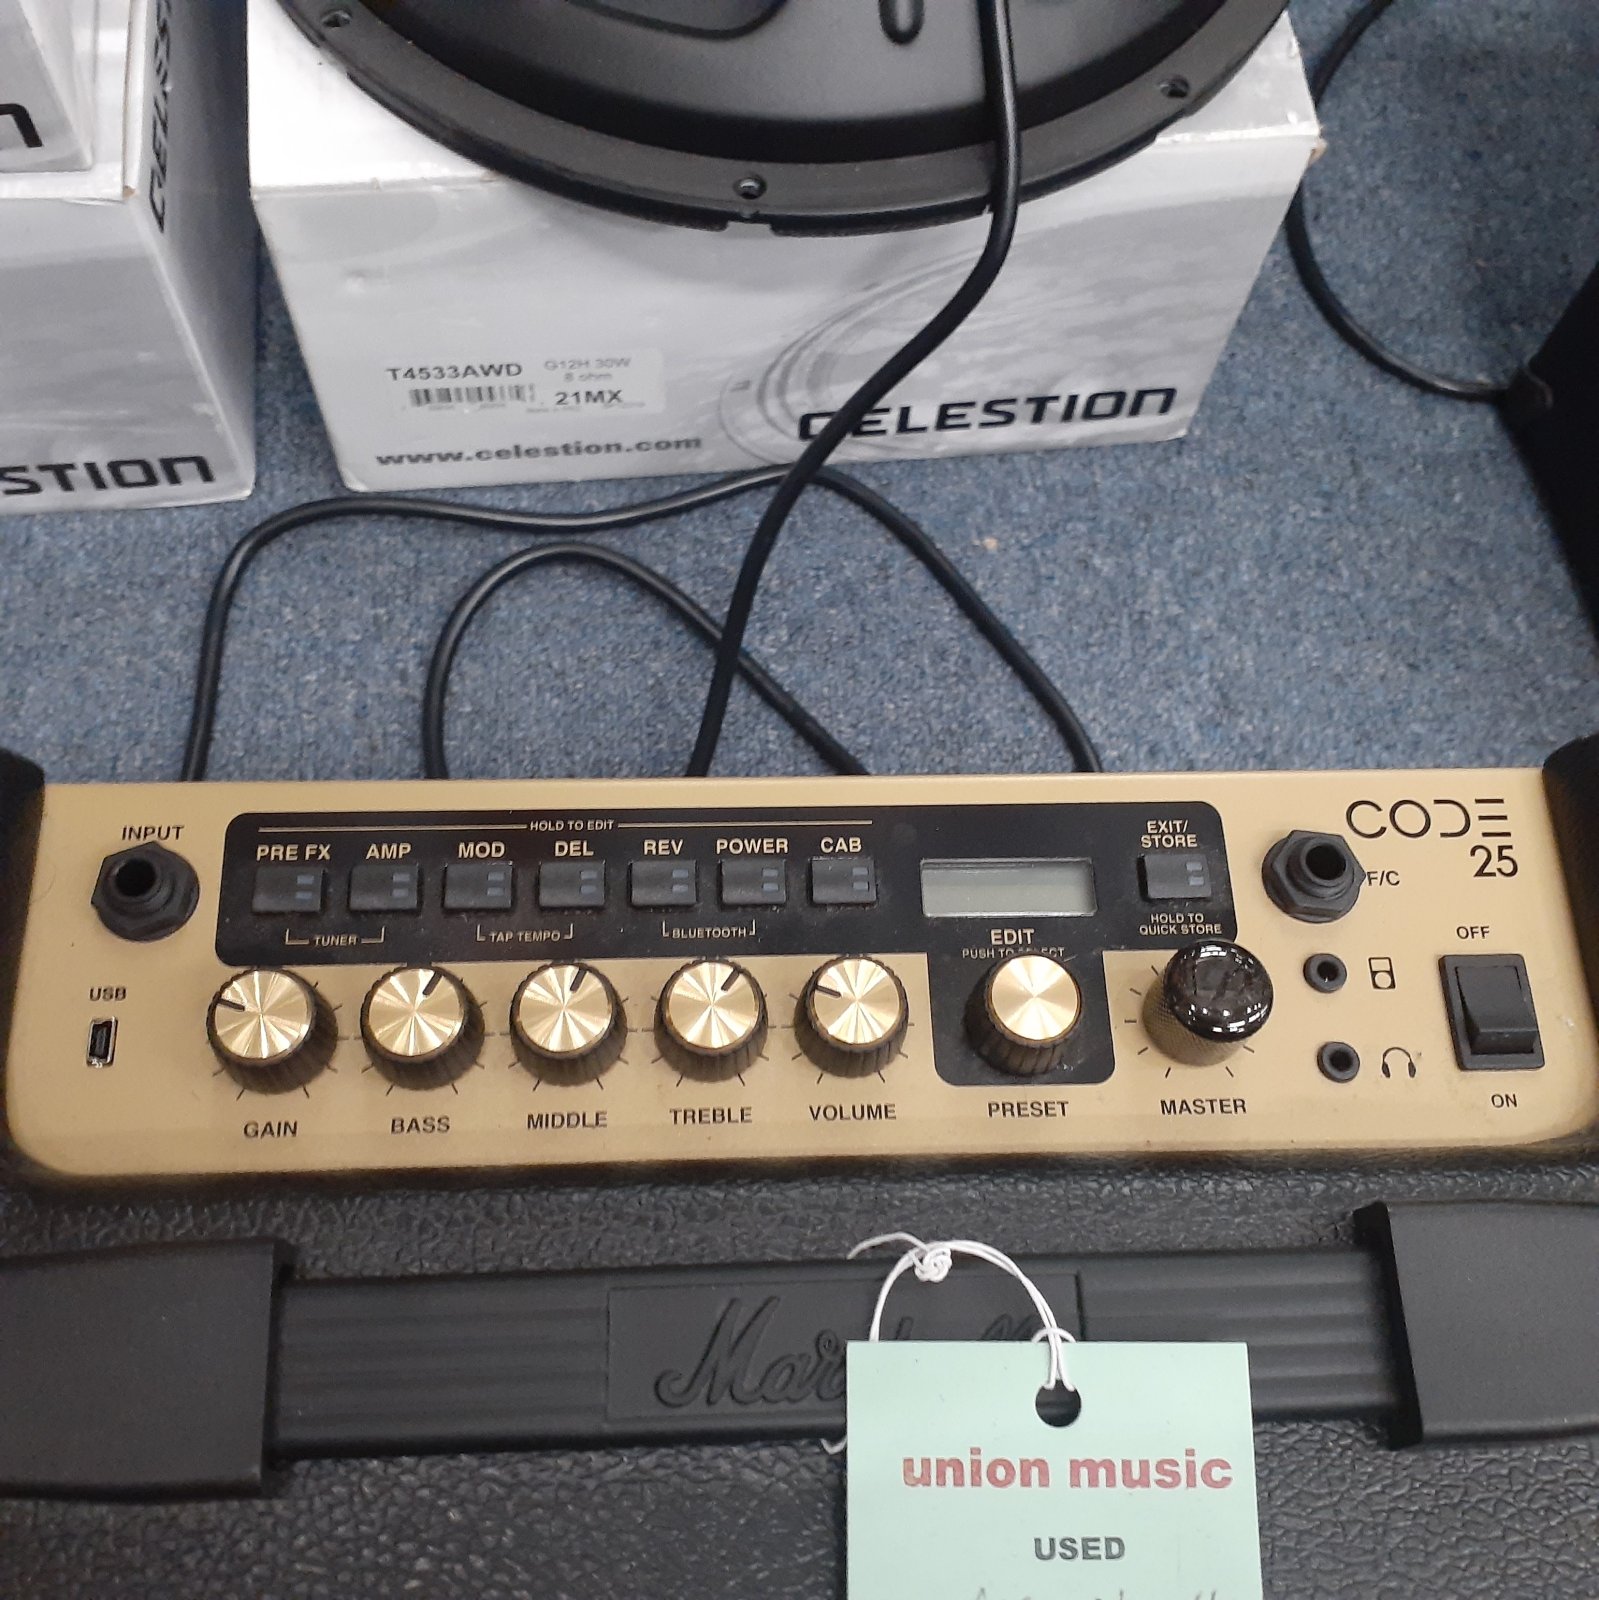 CELESTION
STION
T4533AWD G12H 30W
8 ohm
21MX
www.celestion.com
CELESTION
INPUT
HOLD TO EDIT
PRE FX AMP MOD DEL REV POWER CAB
TUNER TAP TEMPO BLUETOOTH
EXIT/
STORE
HOLD TO
QUICK STORE
EDIT
PUSH TO SELECT
CODE
25
F/C
OFF
ON
USB
GAIN BASS MIDDLE TREBLE VOLUME PRESET MASTER
Marshall
union music
USED